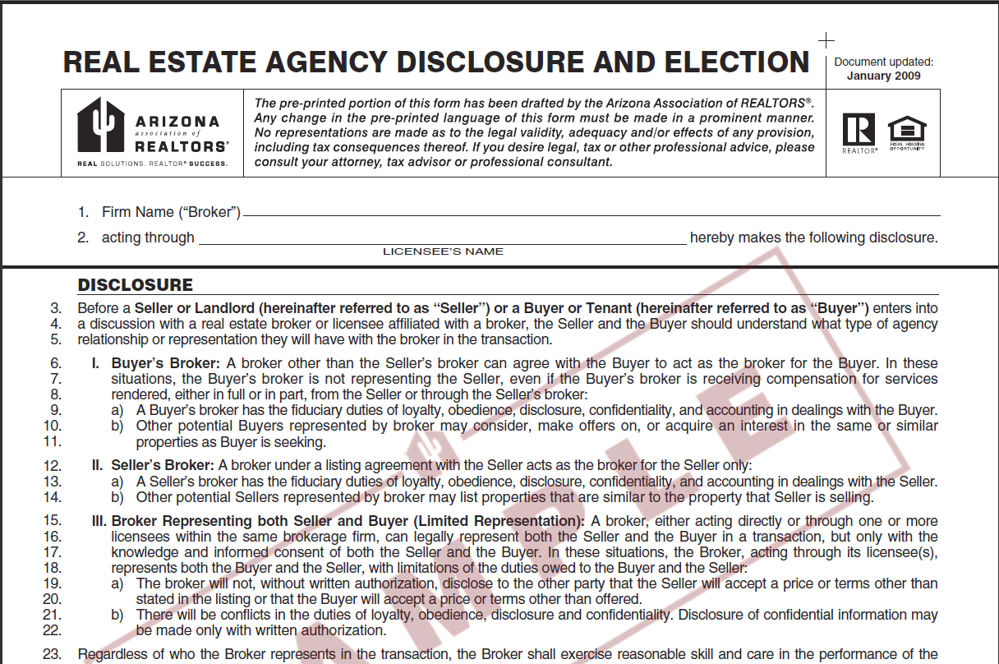 REAL ESTATE AGENCY DISCLOSURE AND ELECTION
Document updated:
January 2009
ARIZONA
association of
REALTORS®
REAL SOLUTIONS. REALTOR® SUCCESS.
The pre-printed portion of this form has been drafted by the Arizona Association of REALTORS®.
Any change in the pre-printed language of this form must be made in a prominent manner.
No representations are made as to the legal validity, adequacy and/or effects of any provision,
including tax consequences thereof. If you desire legal, tax or other professional advice, please
consult your attorney, tax advisor or professional consultant.
R
REALTOR®
EQUAL HOUSING
OPPORTUNITY
1. Firm Name (“Broker”)
2. acting through hereby makes the following disclosure.
LICENSEE’S NAME
DISCLOSURE
3. Before a Seller or Landlord (hereinafter referred to as “Seller”) or a Buyer or Tenant (hereinafter referred to as “Buyer”) enters into
4. a discussion with a real estate broker or licensee affiliated with a broker, the Seller and the Buyer should understand what type of agency
5. relationship or representation they will have with the broker in the transaction.
6. I. Buyer’s Broker: A broker other than the Seller’s broker can agree with the Buyer to act as the broker for the Buyer. In these
7. situations, the Buyer’s broker is not representing the Seller, even if the Buyer’s broker is receiving compensation for services
8. rendered, either in full or in part, from the Seller or through the Seller’s broker:
9. a) A Buyer’s broker has the fiduciary duties of loyalty, obedience, disclosure, confidentiality, and accounting in dealings with the Buyer.
10. b) Other potential Buyers represented by broker may consider, make offers on, or acquire an interest in the same or similar
11. properties as Buyer is seeking.
12. II. Seller’s Broker: A broker under a listing agreement with the Seller acts as the broker for the Seller only:
13. a) A Seller’s broker has the fiduciary duties of loyalty, obedience, disclosure, confidentiality, and accounting in dealings with the Seller.
14. b) Other potential Sellers represented by broker may list properties that are similar to the property that Seller is selling.
15. III. Broker Representing both Seller and Buyer (Limited Representation): A broker, either acting directly or through one or more
16. licensees within the same brokerage firm, can legally represent both the Seller and the Buyer in a transaction, but only with the
17. knowledge and informed consent of both the Seller and the Buyer. In these situations, the Broker, acting through its licensee(s),
18. represents both the Buyer and the Seller, with limitations of the duties owed to the Buyer and the Seller:
19. a) The broker will not, without written authorization, disclose to the other party that the Seller will accept a price or terms other than
20. stated in the listing or that the Buyer will accept a price or terms other than offered.
21. b) There will be conflicts in the duties of loyalty, obedience, disclosure and confidentiality. Disclosure of confidential information may
22. be made only with written authorization.
23. Regardless of who the Broker represents in the transaction, the Broker shall exercise reasonable skill and care in the performance of the
AMPLE